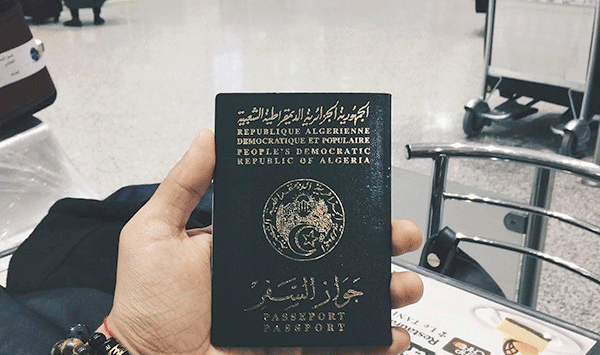 الجمهورية الجزائرية الديمقراطية الشعبية
REPUBLIQUE ALGERIENNE
DEMOCRATIQUE ET POPULAIRE
PEOPLE'S DEMOCRATIC
REPUBLIC OF ALGERIA
جواز السفر
PASSEPORT
PASSPORT